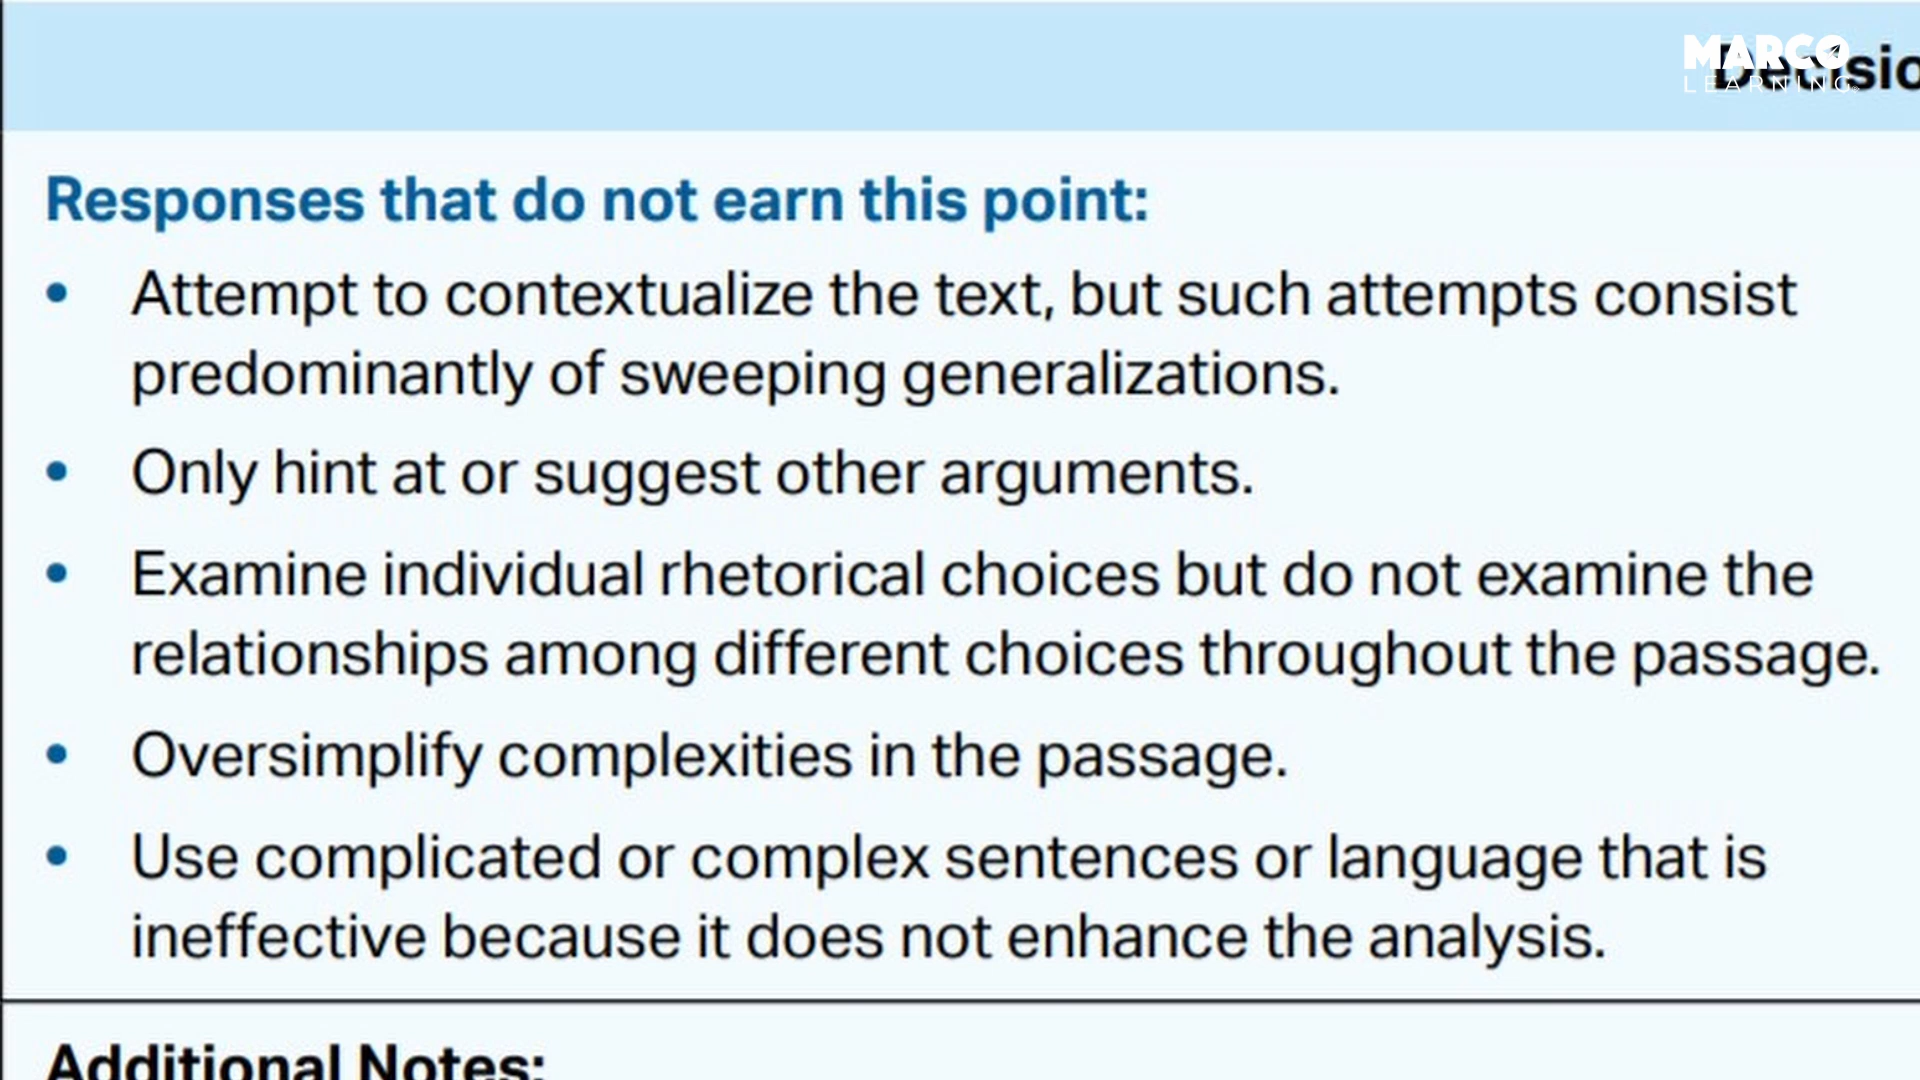 MARCO
LEARNING
Decisio
Responses that do not earn this point:
• Attempt to contextualize the text, but such attempts consist
predominantly of sweeping generalizations.
• Only hint at or suggest other arguments.
• Examine individual rhetorical choices but do not examine the
relationships among different choices throughout the passage.
• Oversimplify complexities in the passage.
• Use complicated or complex sentences or language that is
ineffective because it does not enhance the analysis.
Additional Notes: